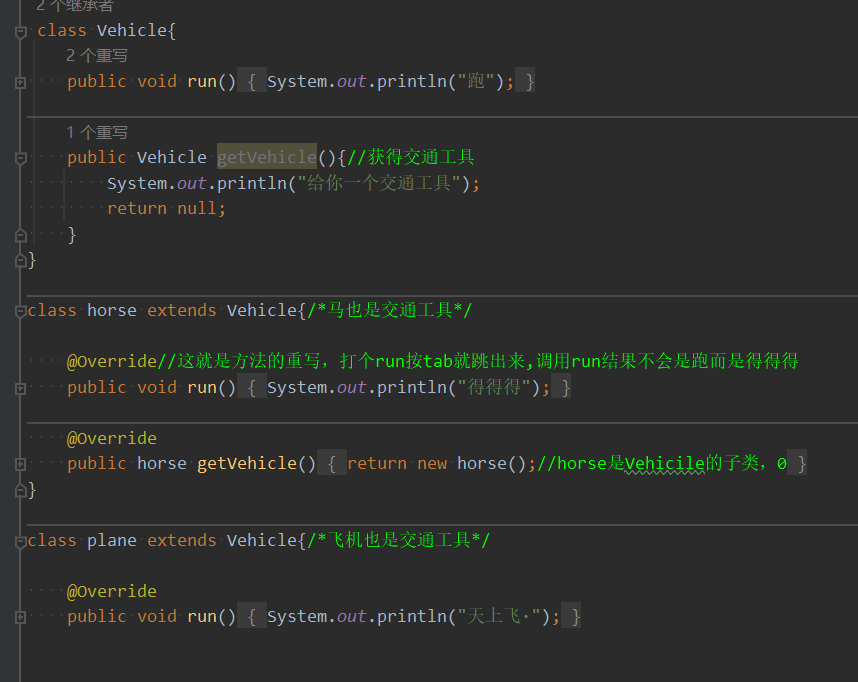 2 个继承者
class Vehicle{
2 个重写
public void run() { System.out.println("跑"); }
1 个重写
public Vehicle getVehicle(){//获得交通工具
System.out.println("给你一个交通工具");
return null;
}
}
class horse extends Vehicle{/*马也是交通工具*/
@Override//这就是方法的重写，打个run按tab就跳出来,调用run结果不会是跑而是得得得
public void run() { System.out.println("得得得"); }
@Override
public horse getVehicle() { return new horse();//horse是Vehicile的子类，0 }
}
class plane extends Vehicle{/*飞机也是交通工具*/
@Override
public void run() { System.out.println("天上飞·"); }